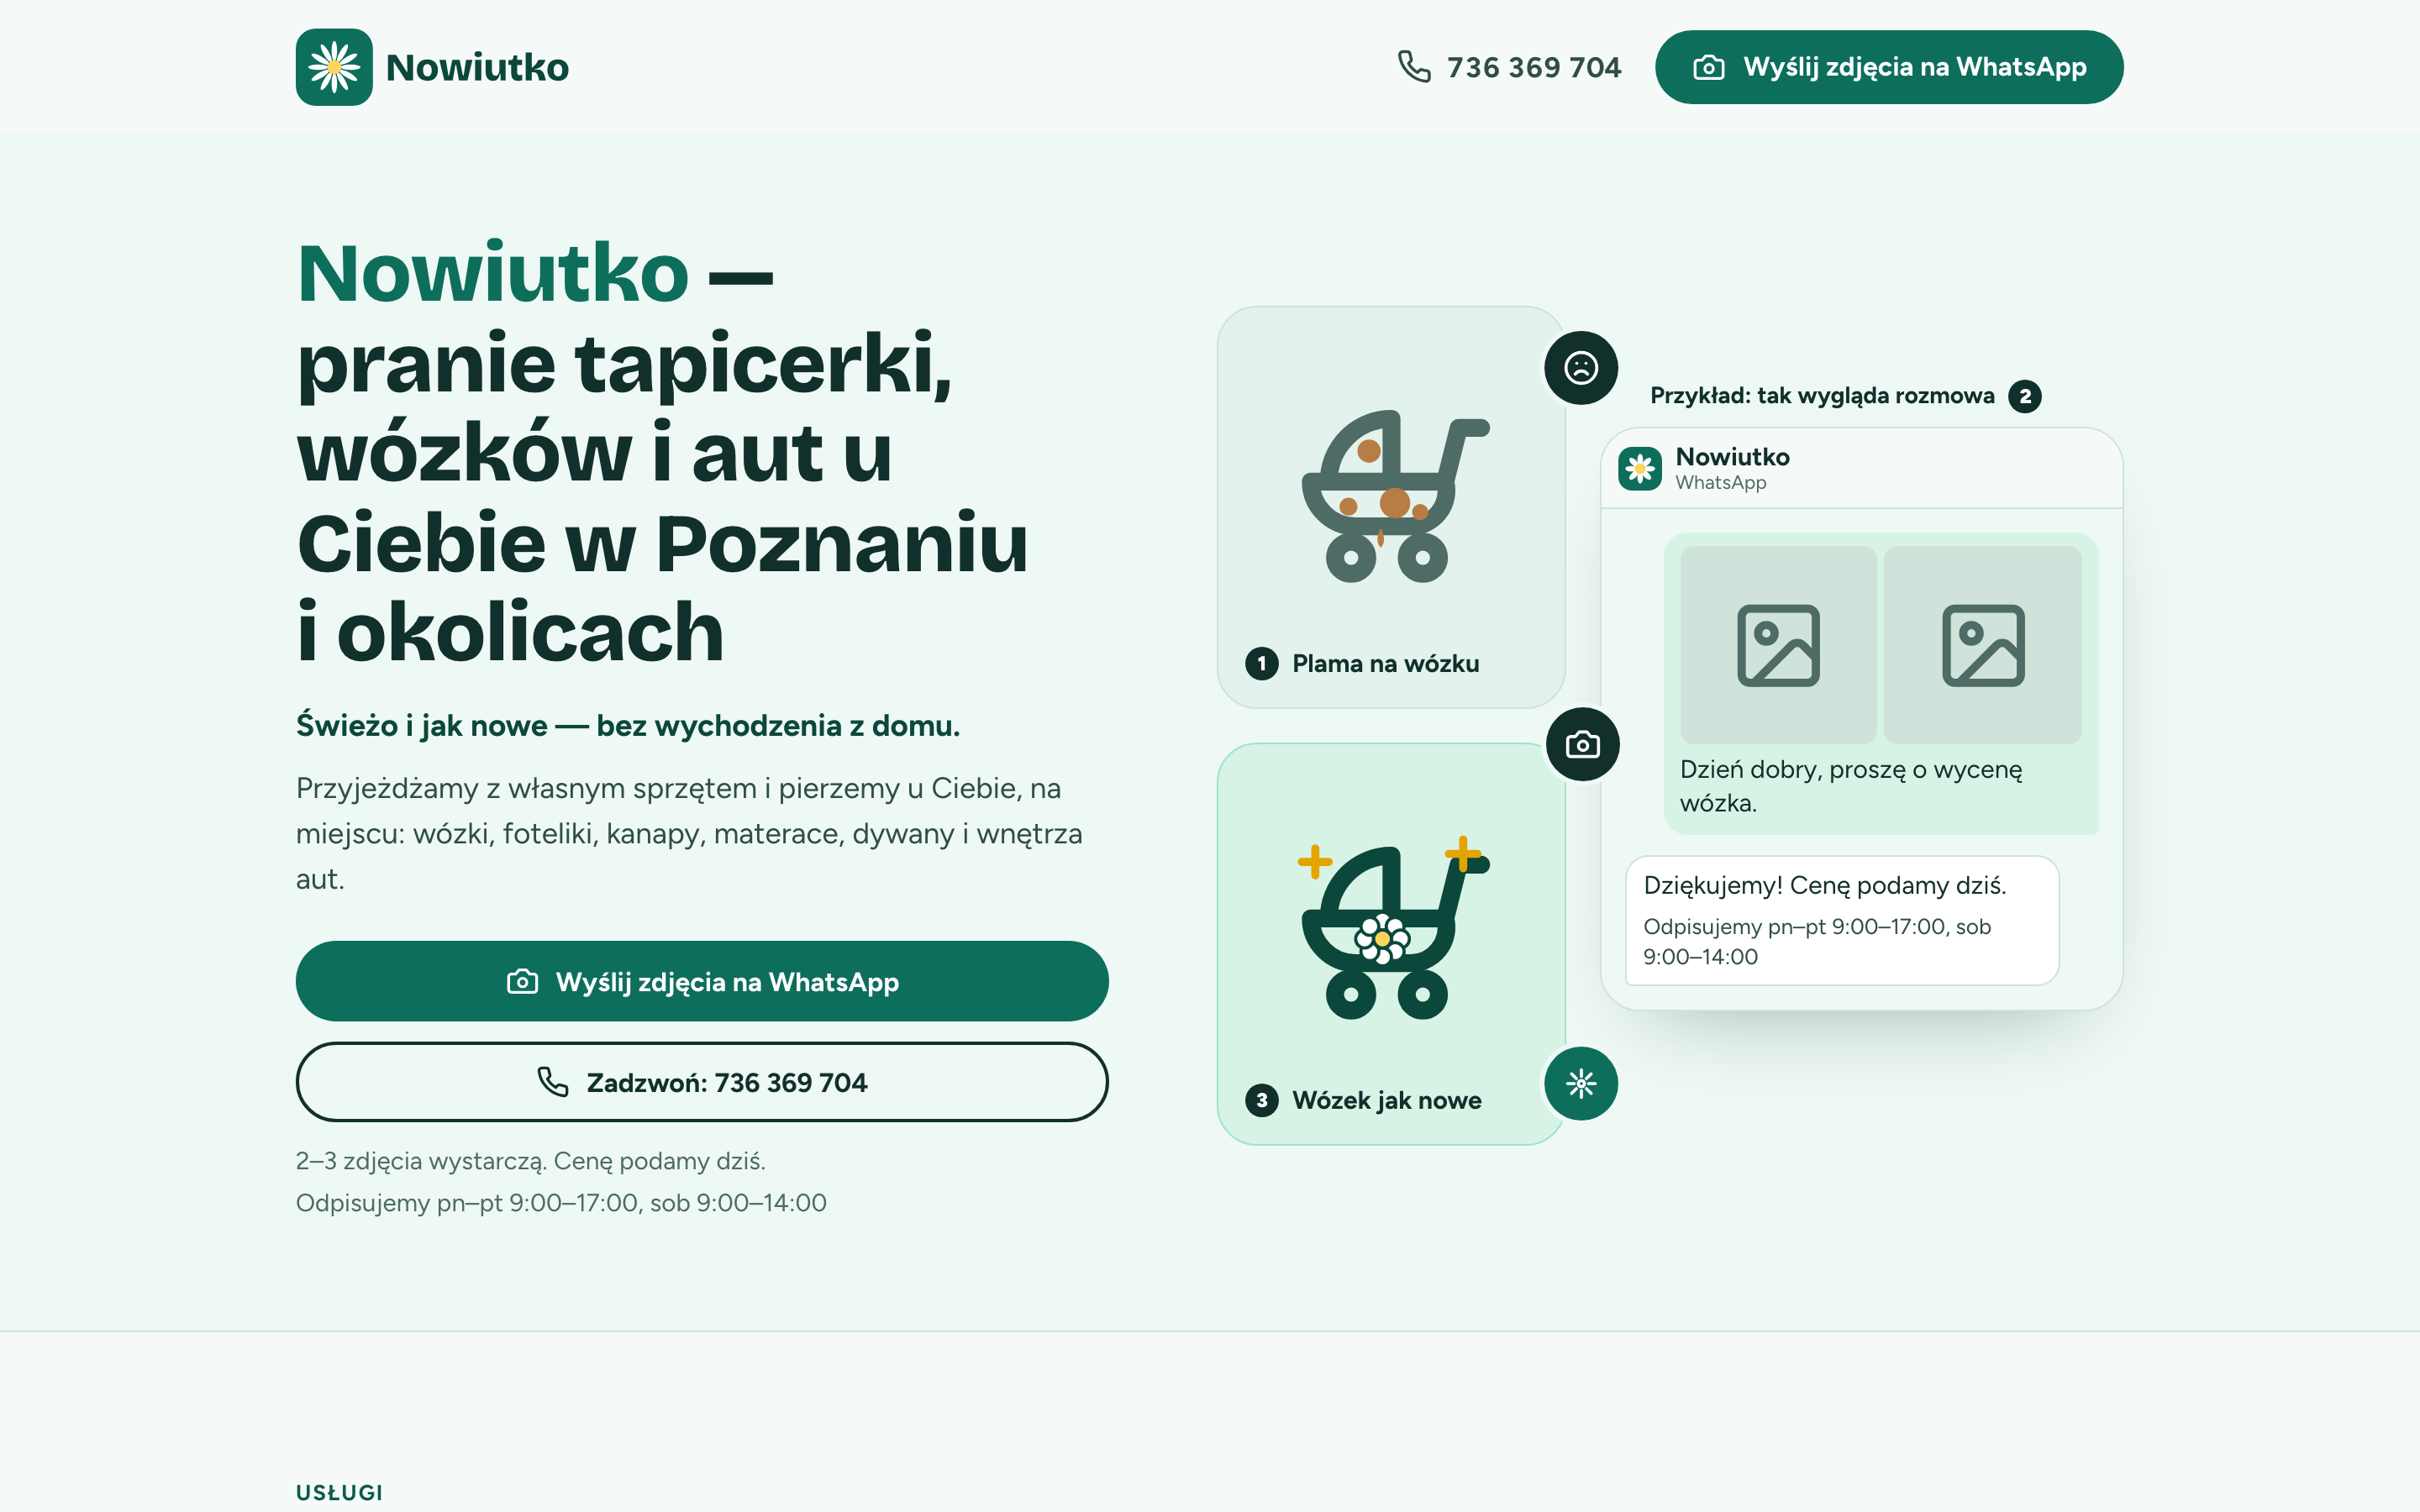 Nowiutko
736 369 704
Wyślij zdjęcia na WhatsApp
Nowiutko —
pranie tapicerki,
wózków i aut u
Ciebie w Poznaniu
i okolicach
Świeżo i jak nowe — bez wychodzenia z domu.
Przyjeżdżamy z własnym sprzętem i pierzemy u Ciebie, na
miejscu: wózki, foteliki, kanapy, materace, dywany i wnętrza
aut.
Wyślij zdjęcia na WhatsApp
Zadzwoń: 736 369 704
2–3 zdjęcia wystarczą. Cenę podamy dziś.
Odpisujemy pn–pt 9:00–17:00, sob 9:00–14:00
1 Plama na wózku
Przykład: tak wygląda rozmowa 2
Nowiutko
WhatsApp
Dzień dobry, proszę o wycenę
wózka.
Dziękujemy! Cenę podamy dziś.
Odpisujemy pn–pt 9:00–17:00, sob
9:00–14:00
3 Wózek jak nowe
USŁUGI